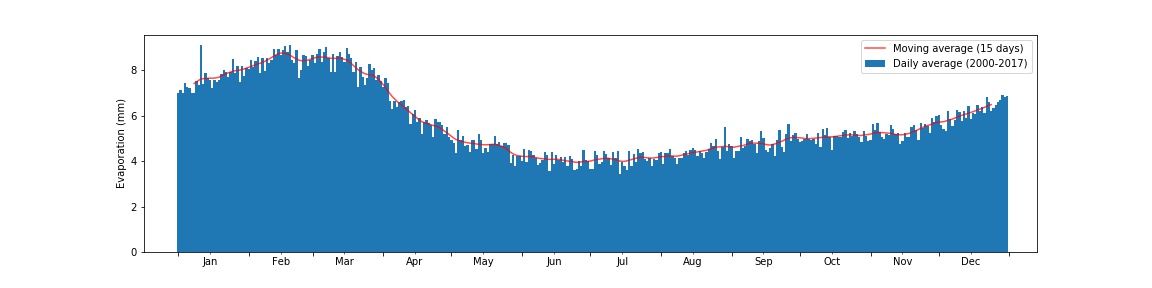 Moving average (15 days)
Daily average (2000-2017)
Evaporation (mm)
8
6
4
2
0
Jan Feb Mar Apr May Jun Jul Aug Sep Oct Nov Dec